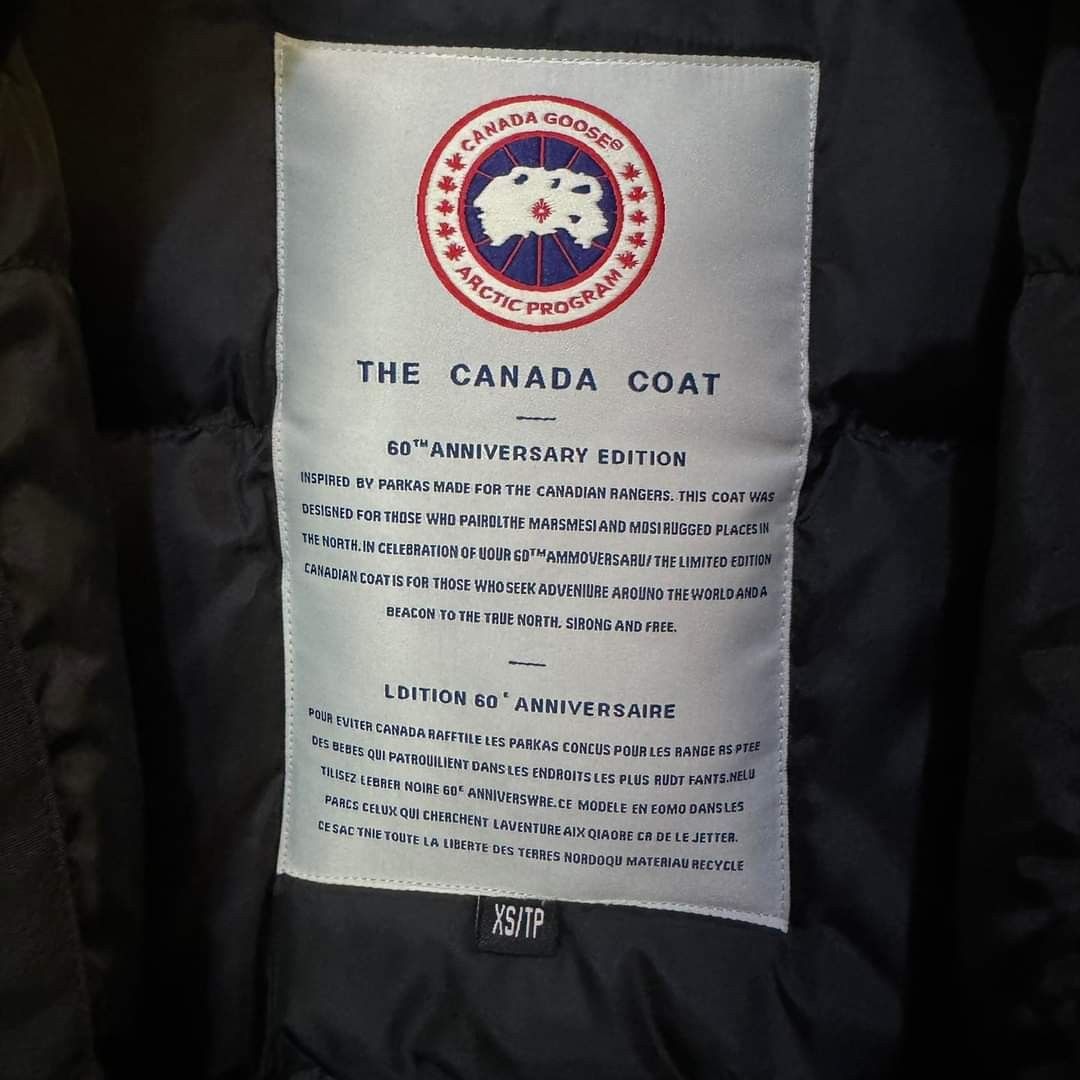 CANADA GOOSE®
ARCTIC PROGRAM
THE CANADA COAT
60TH ANNIVERSARY EDITION
INSPIRED BY PARKAS MADE FOR THE CANADIAN RANGERS. THIS COAT WAS
DESIGNED FOR THOSE WHO PAIROLTHE MARSMESI AND MOSI RUGGED PLACES IN
THE NORTH. IN CELEBRATION OF UOUR 60TH AMMOVERSARU/ THE LIMITED EDITION
CANADIAN COAT IS FOR THOSE WHO SEEK ADVENIURE AROUNO THE WORLD AND A
BEACON TO THE TRUE NORTH. SIRONG AND FREE.
LDITION 60E ANNIVERSAIRE
POUR EVITER CANADA RAFFTILE LES PARKAS CONCUS POUR LES RANGE RS PTEE
DES BEBES QUI PATROUILIENT DANS LES ENDROITS LES PLUS RUDT FANTS.NELU
TILISEZ LEBRER NOIRE 60E ANNIVERSWRE.CE MODELE EN EOMO DANS LES
PARCS CELUX QUI CHERCHENT LAVENTURE AIX QIAORE CR DE LE JETTER.
CE SAC TNIE TOUTE LA LIBERTE DES TERRES NORDOQU MATERIAU RECYCLE
XS/TP